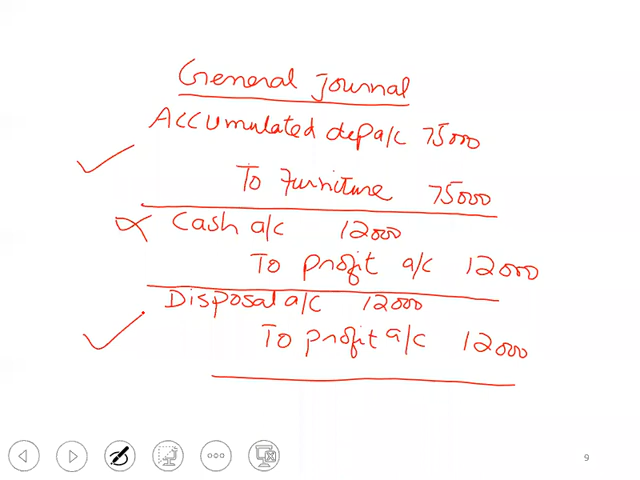 General Journal
Accumulated dep a/c 75000
To Furniture 75000
Cash a/c 12000
To profit a/c 12000
Disposal a/c 12000
To profit a/c 12000
9